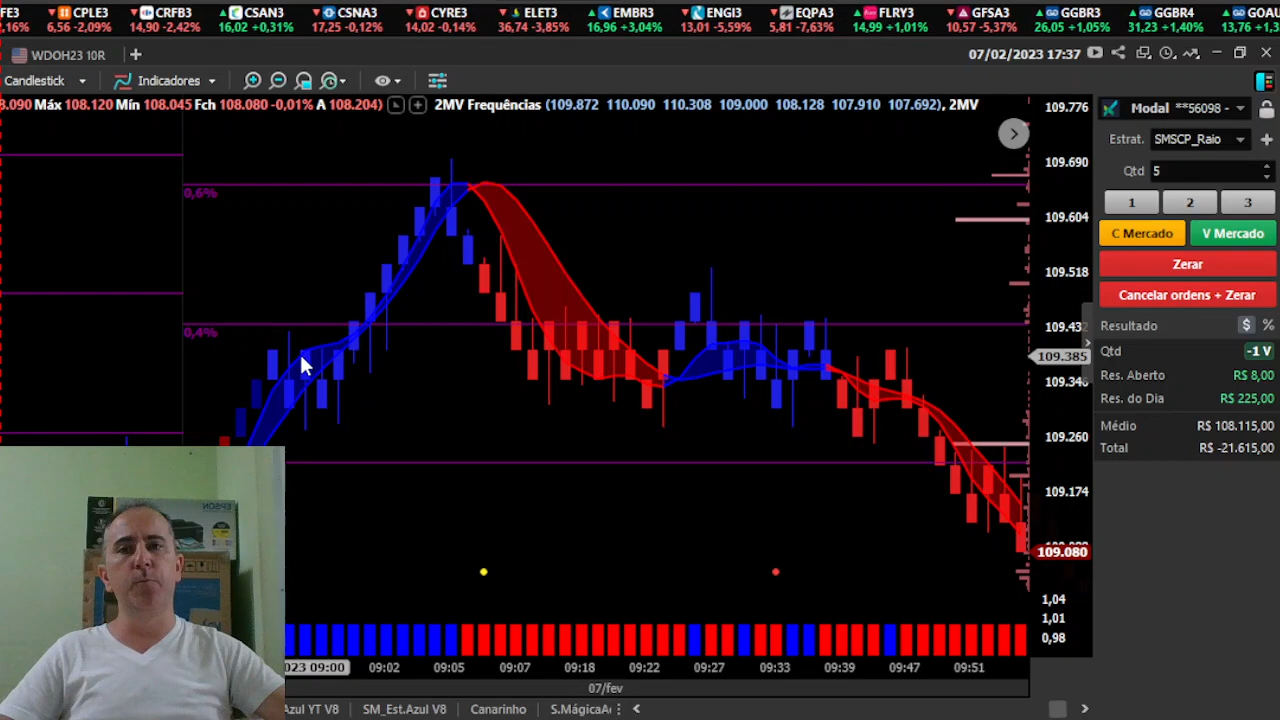 FE3 CPLE3 CRFB3 CSAN3 CSNA3 CYRE3 ELET3 EMBR3 ENGI3 EQPA3 FLRY3 GFSA3 GGBR3 GGBR4 GOAU
,16% 6,56 -2,09% 14,90 -2,42% 16,02 +0,31% 17,25 -0,12% 14,02 -0,14% 36,74 -3,85% 16,96 +3,04% 13,01 -5,59% 5,81 -7,63% 14,99 +1,01% 10,57 -5,37% 26,05 +1,05% 31,23 +1,40% 13,76 +1,3
WDOH23 10R +
07/02/2023 17:37
Candlestick Indicadores
3.090 Máx 108.120 Mín 108.045 Fch 108.080 -0,01% A 108.204) 2MV Frequências (109.872 110.090 110.308 109.000 108.128 107.910 107.692), 2MV
0,6%
0,4%
109.776
109.690
109.604
109.518
109.432
109.385
109.346
109.260
109.174
109.080
1,04
1,01
0,98
Modal **56098 -
Estrat. SMSCP_Raio
Qtd 5
1 2 3
C Mercado V Mercado
Zerar
Cancelar ordens + Zerar
Resultado $ %
Qtd -1 V
Res. Aberto R$ 8,00
Res. do Dia R$ 225,00
Médio R$ 108.115,00
Total R$ -21.615,00
EPSON
023 09:00 09:02 09:05 09:07 09:18 09:22 09:27 09:33 09:39 09:47 09:51
07/fev
Azul YT V8 SM_Est.Azul V8 Canarinho S.MágicaAz